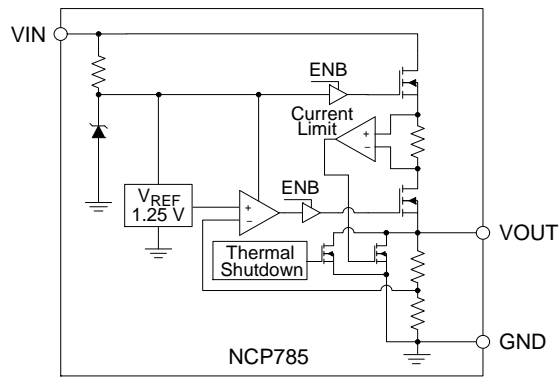 VIN
ENB
Current
Limit
+
−
VREF
1.25 V
ENB
+
−
VOUT
Thermal
Shutdown
GND
NCP785